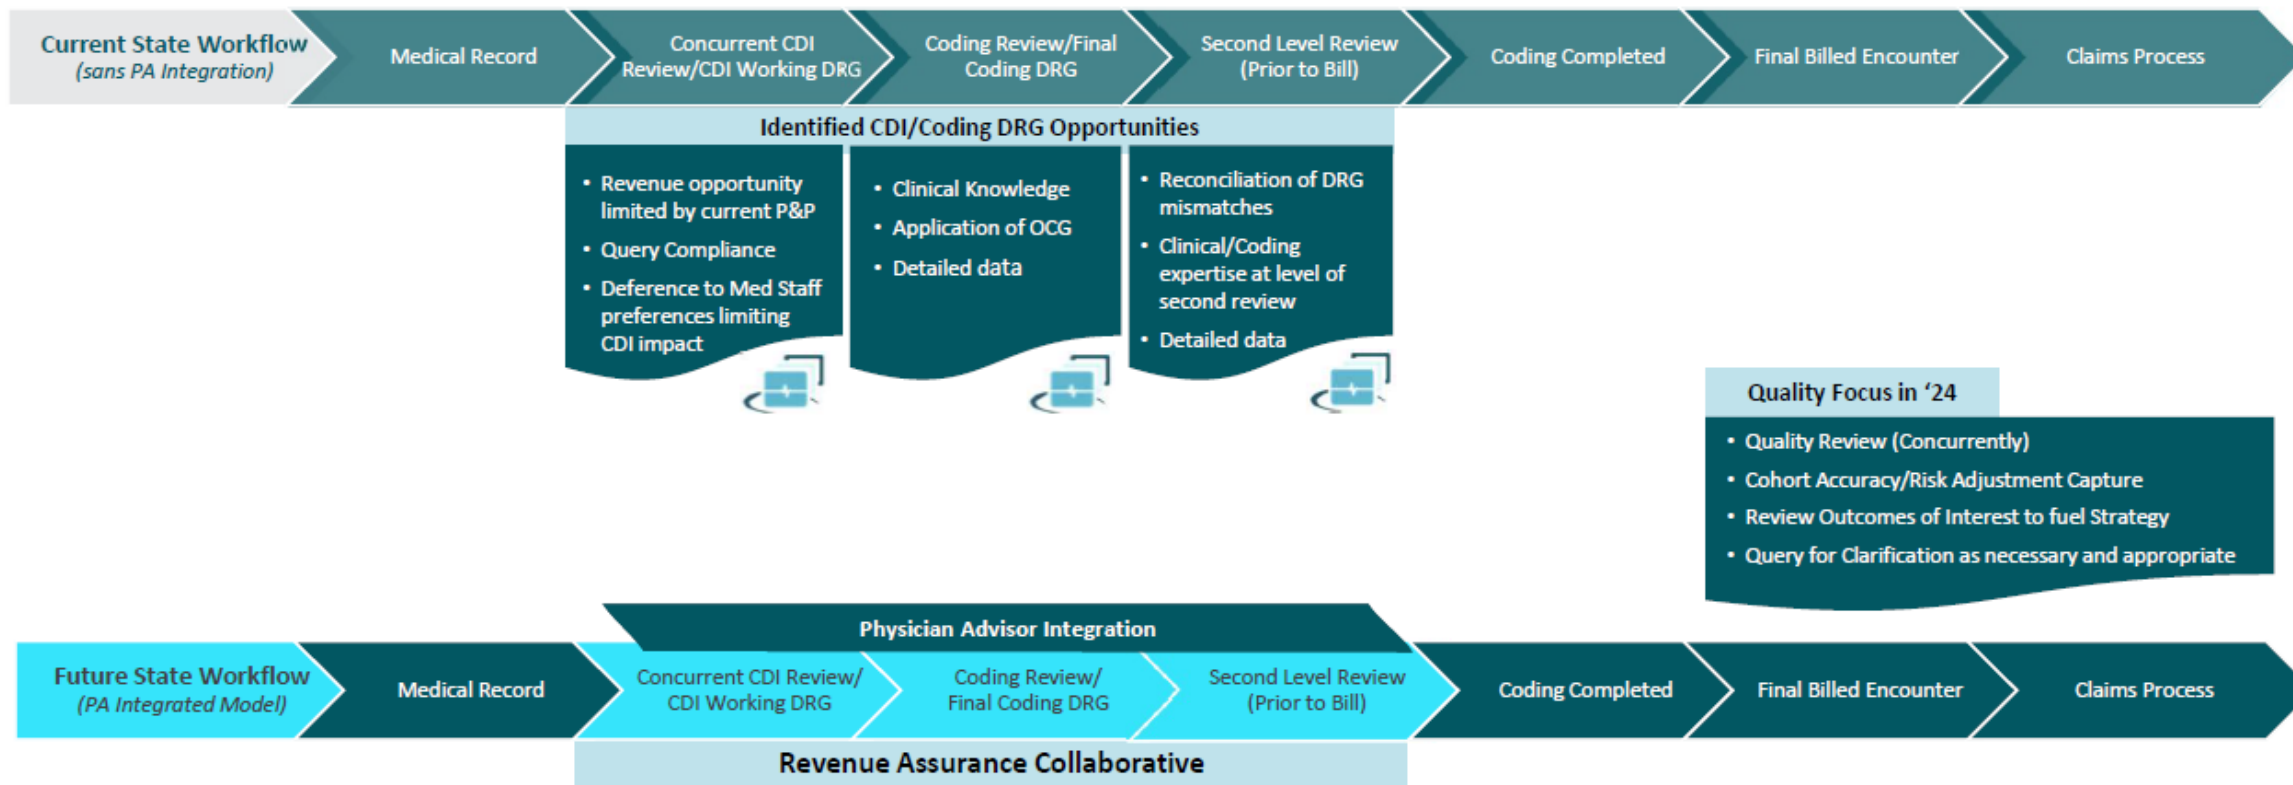 Current State Workflow
(sans PA Integration)
Medical Record
Concurrent CDI
Review/CDI Working DRG
Coding Review/Final
Coding DRG
Second Level Review
(Prior to Bill)
Coding Completed
Final Billed Encounter
Claims Process
Identified CDI/Coding DRG Opportunities
• Revenue opportunity
limited by current P&P
• Query Compliance
• Deference to Med Staff
preferences limiting
CDI impact
• Clinical Knowledge
• Application of OCG
• Detailed data
• Reconciliation of DRG
mismatches
• Clinical/Coding
expertise at level of
second review
• Detailed data
Quality Focus in ‘24
• Quality Review (Concurrently)
• Cohort Accuracy/Risk Adjustment Capture
• Review Outcomes of Interest to fuel Strategy
• Query for Clarification as necessary and appropriate
Physician Advisor Integration
Future State Workflow
(PA Integrated Model)
Medical Record
Concurrent CDI Review/
CDI Working DRG
Coding Review/
Final Coding DRG
Second Level Review
(Prior to Bill)
Coding Completed
Final Billed Encounter
Claims Process
Revenue Assurance Collaborative